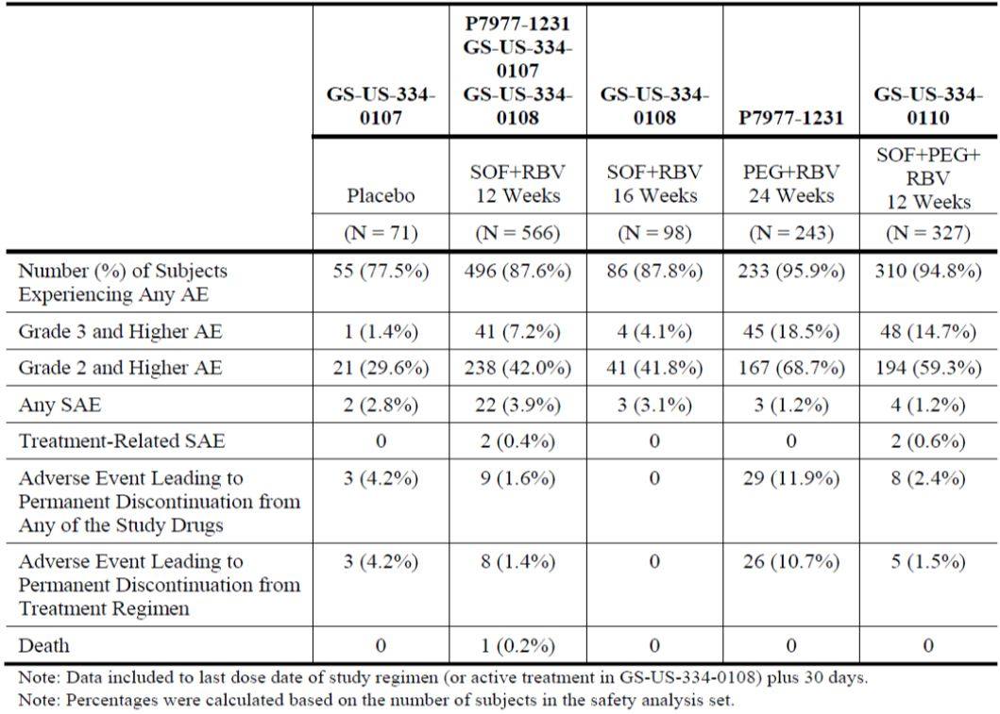 GS-US-334-
0107
P7977-1231
GS-US-334-
0107
GS-US-334-
0108
GS-US-334-
0108
P7977-1231
GS-US-334-
0110
Placebo
SOF+RBV
12 Weeks
SOF+RBV
16 Weeks
PEG+RBV
24 Weeks
SOF+PEG+
RBV
12 Weeks
(N = 71) (N = 566) (N = 98) (N = 243) (N = 327)
Number (%) of Subjects
Experiencing Any AE
55 (77.5%) 496 (87.6%) 86 (87.8%) 233 (95.9%) 310 (94.8%)
Grade 3 and Higher AE 1 (1.4%) 41 (7.2%) 4 (4.1%) 45 (18.5%) 48 (14.7%)
Grade 2 and Higher AE 21 (29.6%) 238 (42.0%) 41 (41.8%) 167 (68.7%) 194 (59.3%)
Any SAE 2 (2.8%) 22 (3.9%) 3 (3.1%) 3 (1.2%) 4 (1.2%)
Treatment-Related SAE 0 2 (0.4%) 0 0 2 (0.6%)
Adverse Event Leading to
Permanent Discontinuation from
Any of the Study Drugs
3 (4.2%) 9 (1.6%) 0 29 (11.9%) 8 (2.4%)
Adverse Event Leading to
Permanent Discontinuation from
Treatment Regimen
3 (4.2%) 8 (1.4%) 0 26 (10.7%) 5 (1.5%)
Death 0 1 (0.2%) 0 0 0
Note: Data included to last dose date of study regimen (or active treatment in GS-US-334-0108) plus 30 days.
Note: Percentages were calculated based on the number of subjects in the safety analysis set.